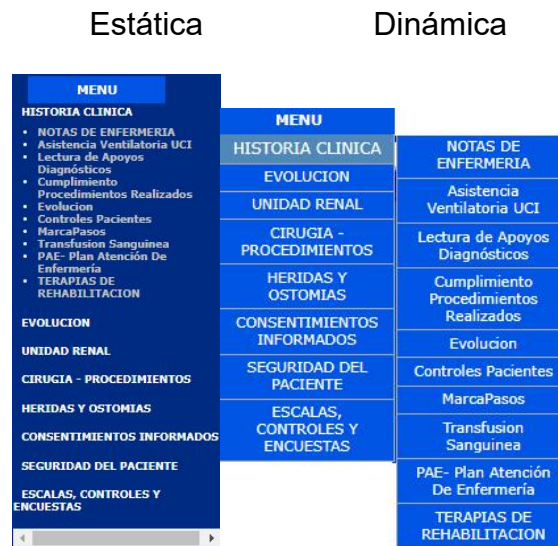 Estática
Dinámica
MENU
HISTORIA CLINICA
• NOTAS DE ENFERMERIA
• Asistencia Ventilatoria UCI
• Lectura de Apoyos
Diagnósticos
• Cumplimiento
Procedimientos Realizados
• Evolucion
• Controles Pacientes
• MarcaPasos
• Transfusion Sanguinea
• PAE- Plan Atención De
Enfermería
• TERAPIAS DE
REHABILITACION
EVOLUCION
UNIDAD RENAL
CIRUGIA - PROCEDIMIENTOS
HERIDAS Y OSTOMIAS
CONSENTIMIENTOS INFORMADOS
SEGURIDAD DEL PACIENTE
ESCALAS, CONTROLES Y
ENCUESTAS
MENU
HISTORIA CLINICA
EVOLUCION
UNIDAD RENAL
CIRUGIA -
PROCEDIMIENTOS
HERIDAS Y
OSTOMIAS
CONSENTIMIENTOS
INFORMADOS
SEGURIDAD DEL
PACIENTE
ESCALAS,
CONTROLES Y
ENCUESTAS
NOTAS DE
ENFERMERIA
Asistencia
Ventilatoria UCI
Lectura de Apoyos
Diagnósticos
Cumplimiento
Procedimientos
Realizados
Evolucion
Controles Pacientes
MarcaPasos
Transfusion
Sanguinea
PAE- Plan Atención
De Enfermería
TERAPIAS DE
REHABILITACION